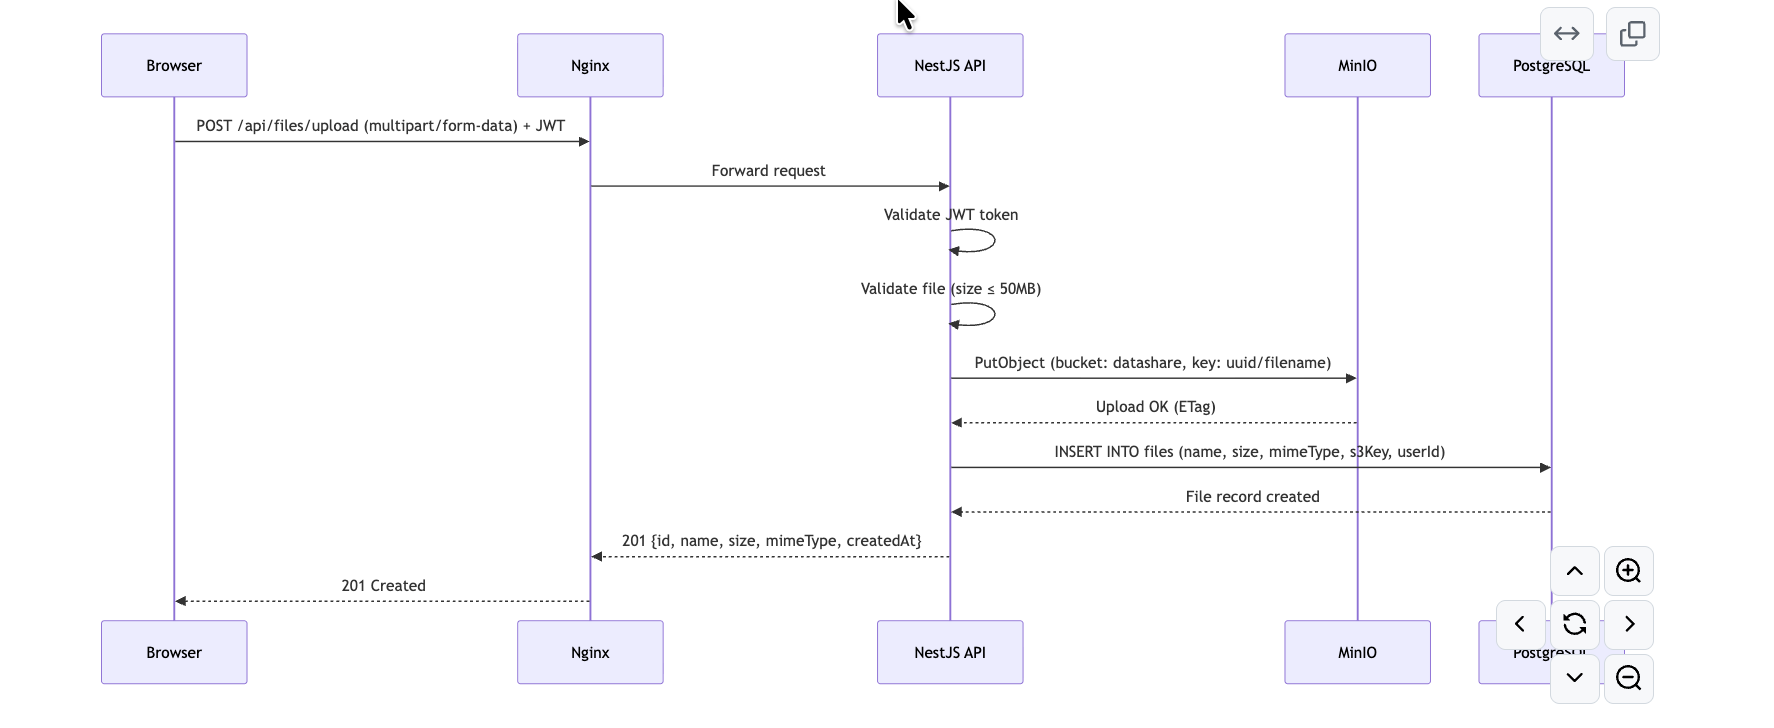 Browser
Nginx
NestJS API
MinIO
PostgreSQL
POST /api/files/upload (multipart/form-data) + JWT
Forward request
Validate JWT token
Validate file (size ≤ 50MB)
PutObject (bucket: datashare, key: uuid/filename)
Upload OK (ETag)
INSERT INTO files (name, size, mimeType, s3Key, userId)
File record created
201 {id, name, size, mimeType, createdAt}
201 Created
Browser
Nginx
NestJS API
MinIO
PostgreSQL